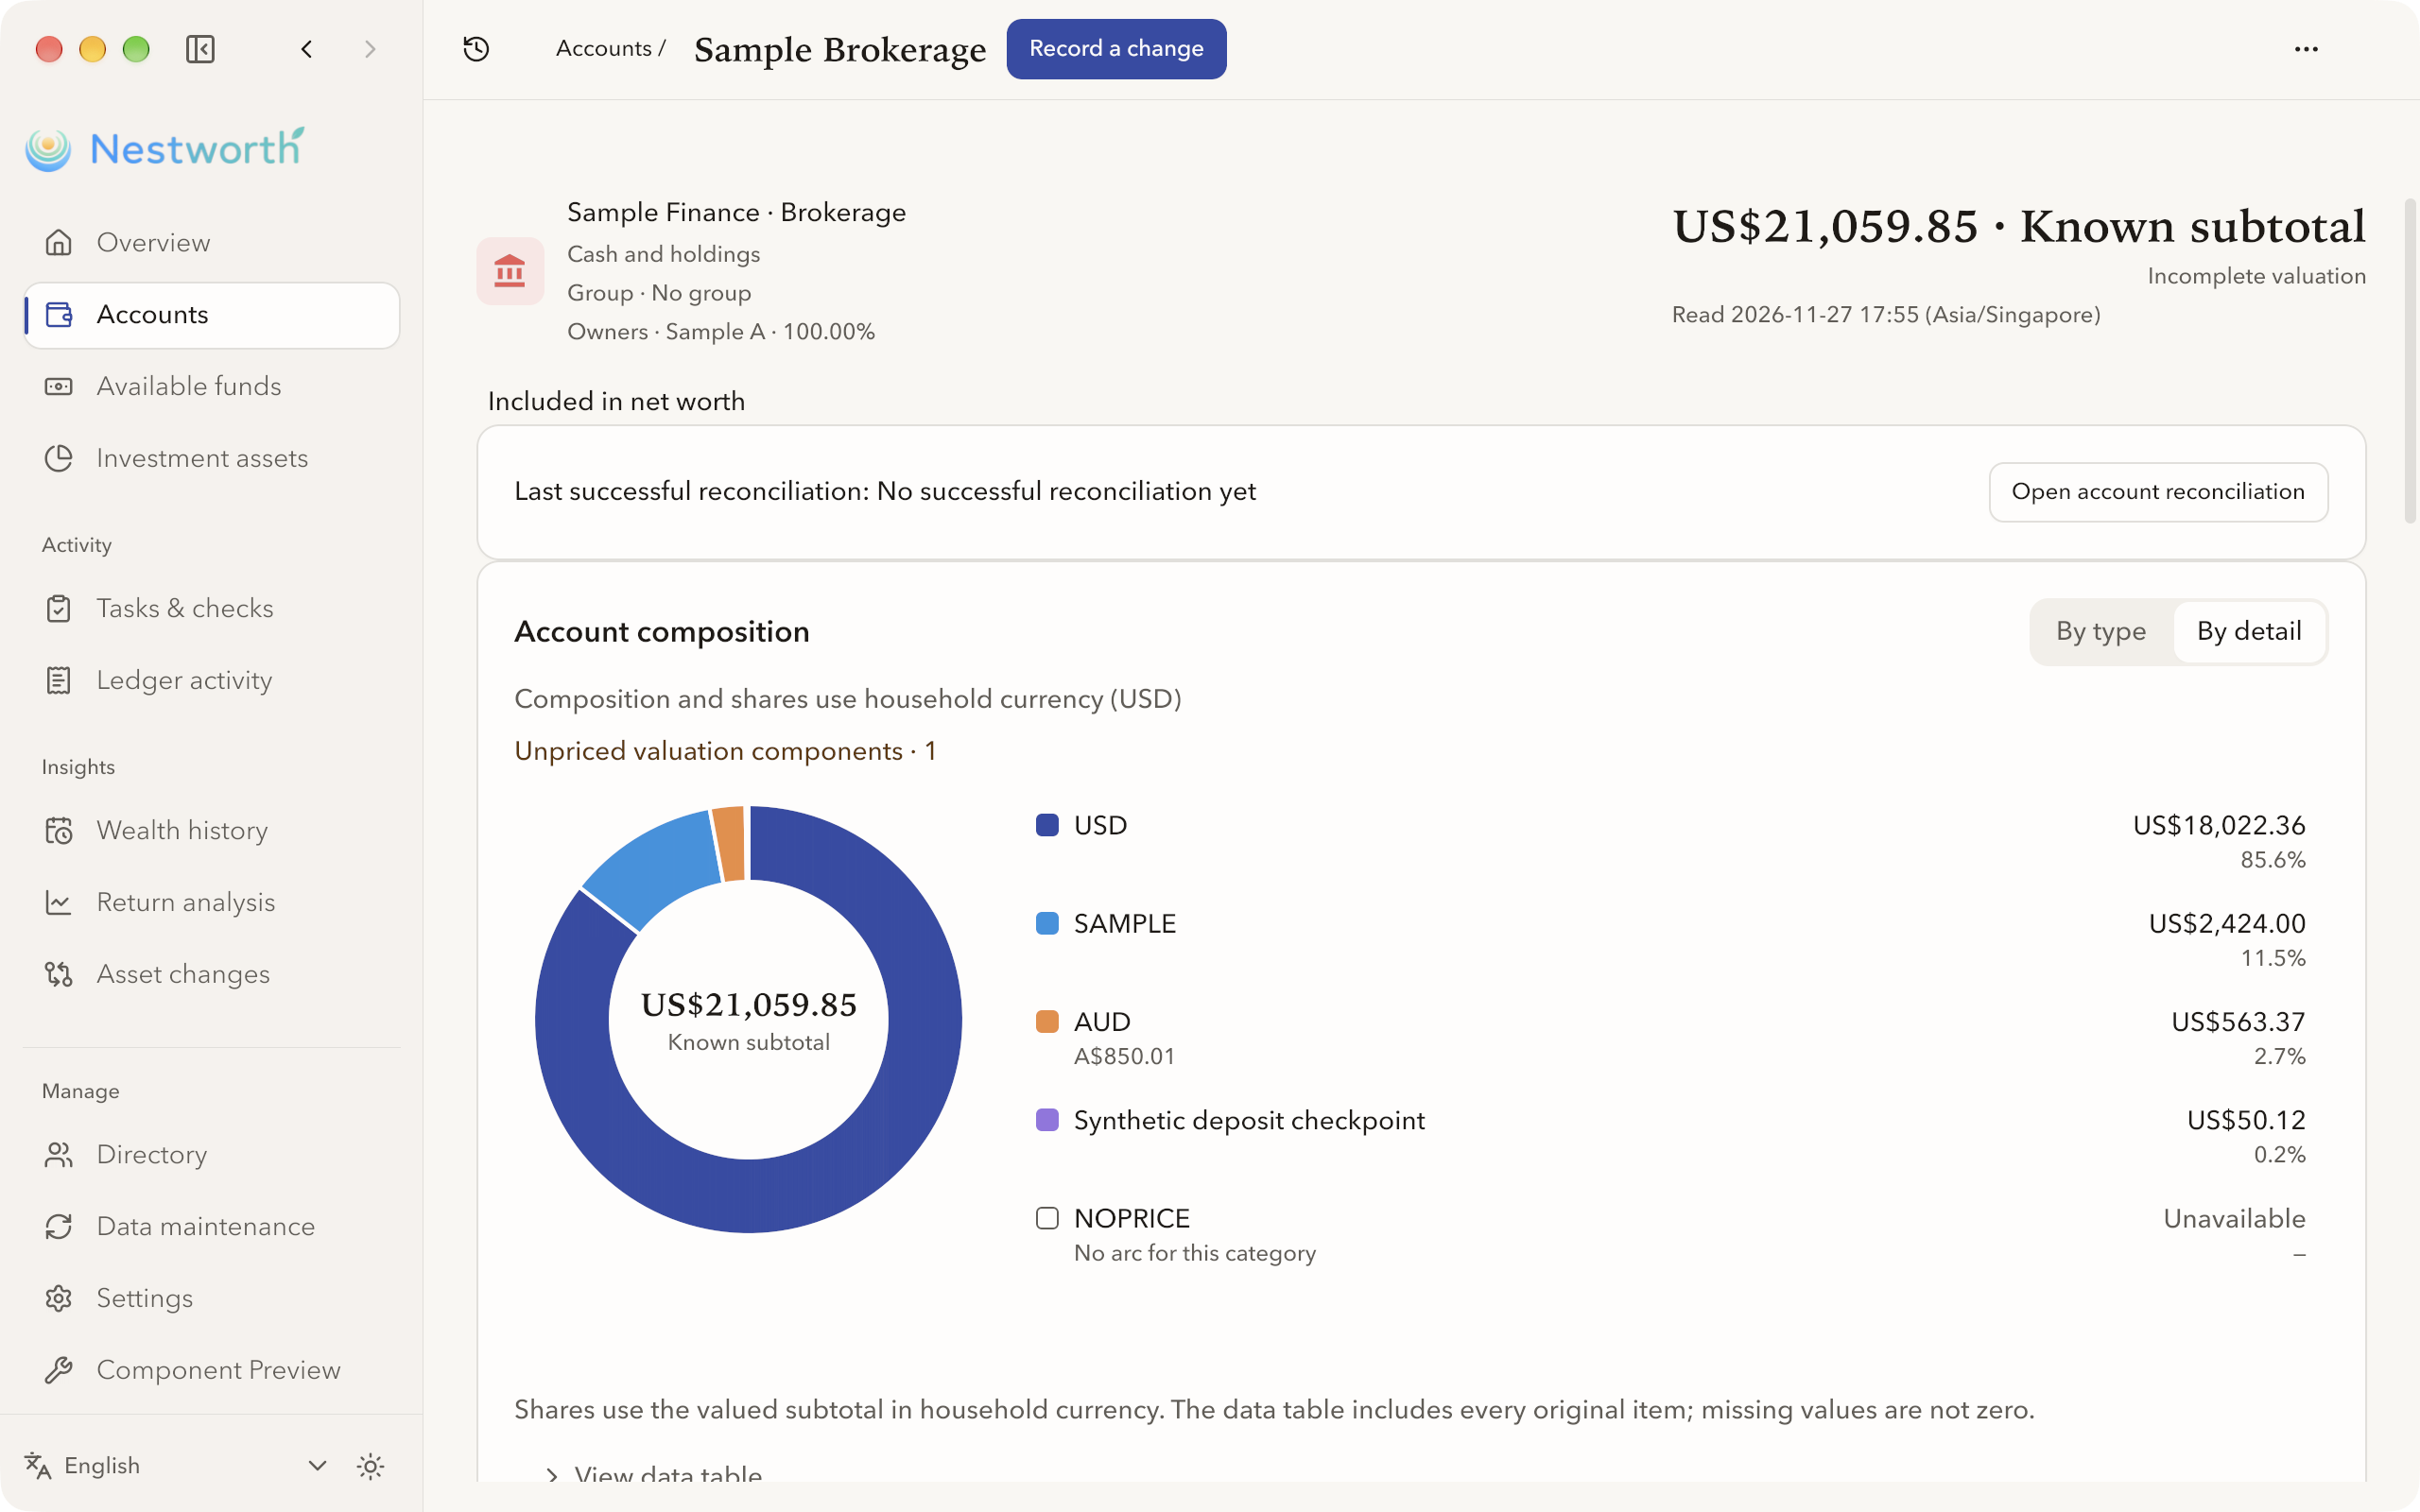 Accounts /
Sample Brokerage
Record a change
Nestworth
Overview
Accounts
Available funds
Investment assets
Activity
Tasks & checks
Ledger activity
Insights
Wealth history
Return analysis
Asset changes
Manage
Directory
Data maintenance
Settings
Component Preview
English
Sample Finance · Brokerage
Cash and holdings
Group · No group
Owners · Sample A · 100.00%
US$21,059.85 · Known subtotal
Incomplete valuation
Read 2026-11-27 17:55 (Asia/Singapore)
Included in net worth
Last successful reconciliation: No successful reconciliation yet
Open account reconciliation
Account composition
By type
By detail
Composition and shares use household currency (USD)
Unpriced valuation components · 1
US$21,059.85
Known subtotal
USD
US$18,022.36
85.6%
SAMPLE
US$2,424.00
11.5%
AUD
US$563.37
A$850.01
2.7%
Synthetic deposit checkpoint
US$50.12
0.2%
NOPRICE
Unavailable
No arc for this category
–
Shares use the valued subtotal in household currency. The data table includes every original item; missing values are not zero.
View data table